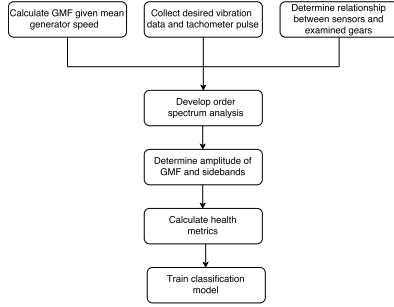 Calculate GMF given mean
generator speed
Collect desired vibration
data and tachometer pulse
Determine relationship
between sensors and
examined gears
Develop order
spectrum analysis
Determine amplitude of
GMF and sidebands
Calculate health
metrics
Train classification
model